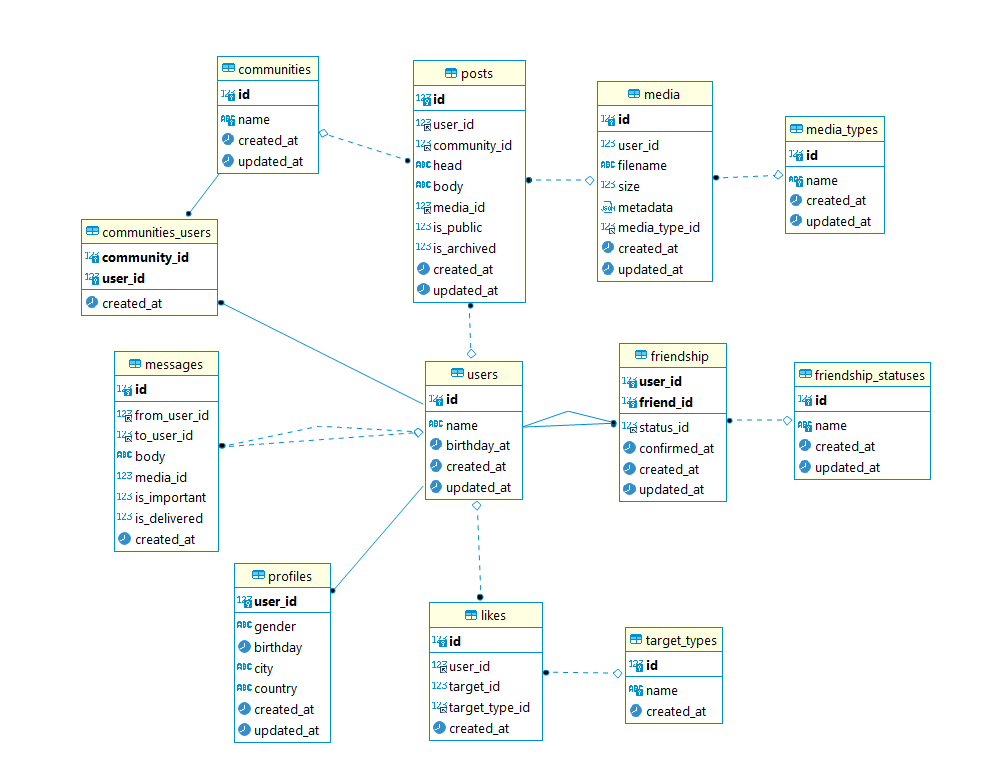 communities
id
name
created_at
updated_at
posts
id
user_id
community_id
head
body
media_id
is_public
is_archived
created_at
updated_at
media
id
user_id
filename
size
metadata
media_type_id
created_at
updated_at
media_types
id
name
created_at
updated_at
communities_users
community_id
user_id
created_at
messages
id
from_user_id
to_user_id
body
media_id
is_important
is_delivered
created_at
users
id
name
birthday_at
created_at
updated_at
friendship
user_id
friend_id
status_id
confirmed_at
created_at
updated_at
friendship_statuses
id
name
created_at
updated_at
profiles
user_id
gender
birthday
city
country
created_at
updated_at
likes
id
user_id
target_id
target_type_id
created_at
target_types
id
name
created_at